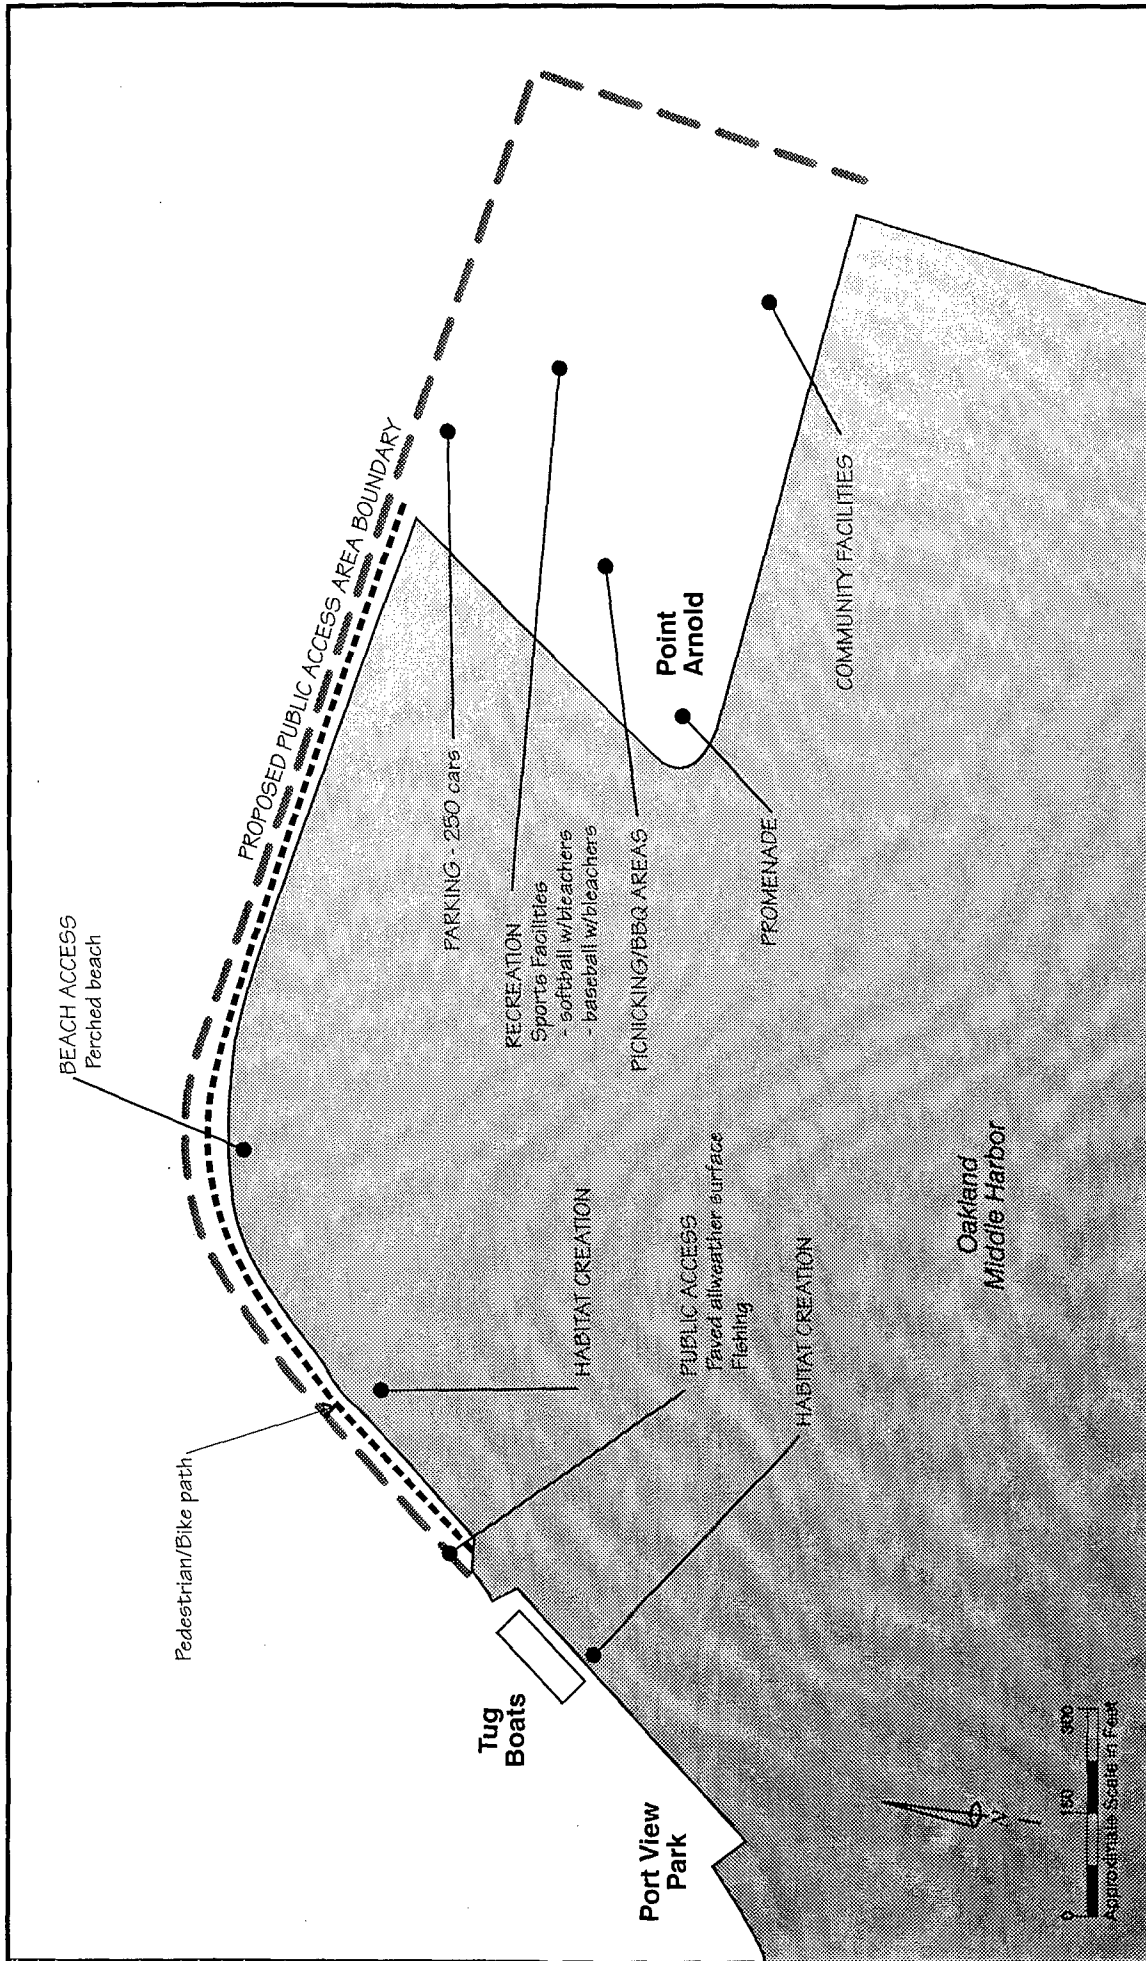 BEACH ACCESS
Perched beach
PROPOSED PUBLIC ACCESS AREA BOUNDARY
Pedestrian/Bike path
PARKING - 250 cars
RECREATION
Sports Facilities
- softball w/bleachers
- baseball w/bleachers
PICNICKING/BBQ AREAS
Point
Arnold
PROMENADE
COMMUNITY FACILITIES
HABITAT CREATION
PUBLIC ACCESS
Paved allweather surface
Fishing
HABITAT CREATION
Tug
Boats
Port View
Park
Oakland
Middle Harbor
N
0 150 300
Approximate Scale in Feet